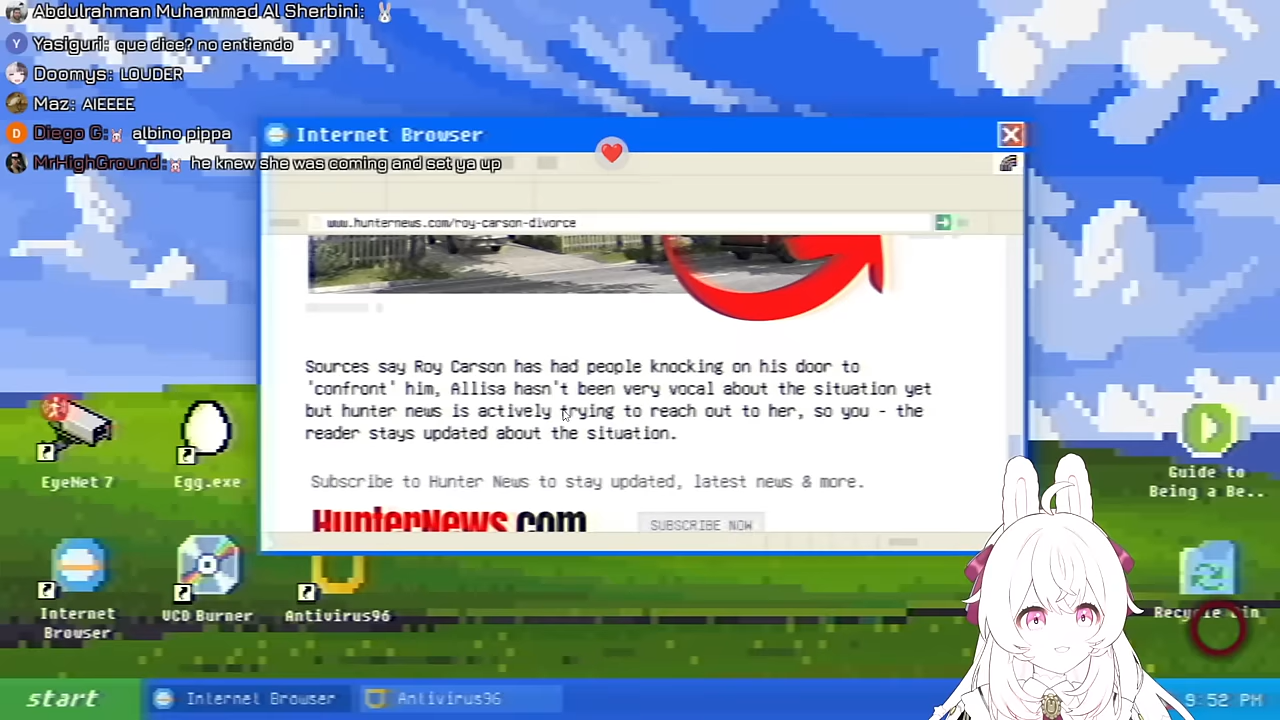 Abdulrahman Muhammad Al Sherbini: 🐰
Y Yasiguri: que dice? no entiendo
Doomys: LOUDER
Maz: AIEEEE
D Diego G: albino pippa
MrHighGround: he knew she was coming and set ya up
Internet Browser
www.hunternews.com/roy-carson-divorce
Sources say Roy Carson has had people knocking on his door to
'confront' him, Allisa hasn't been very vocal about the situation yet
but hunter news is actively trying to reach out to her, so you - the
reader stays updated about the situation.
Subscribe to Hunter News to stay updated, latest news & more.
HunterNews.com
SUBSCRIBE NOW
EyeNet 7
Egg.exe
Guide to
Being a Be..
Internet
Browser
VCD Burner
Antivirus96
Recycle Bin
start
Internet Browser
Antivirus96
9:52 PM